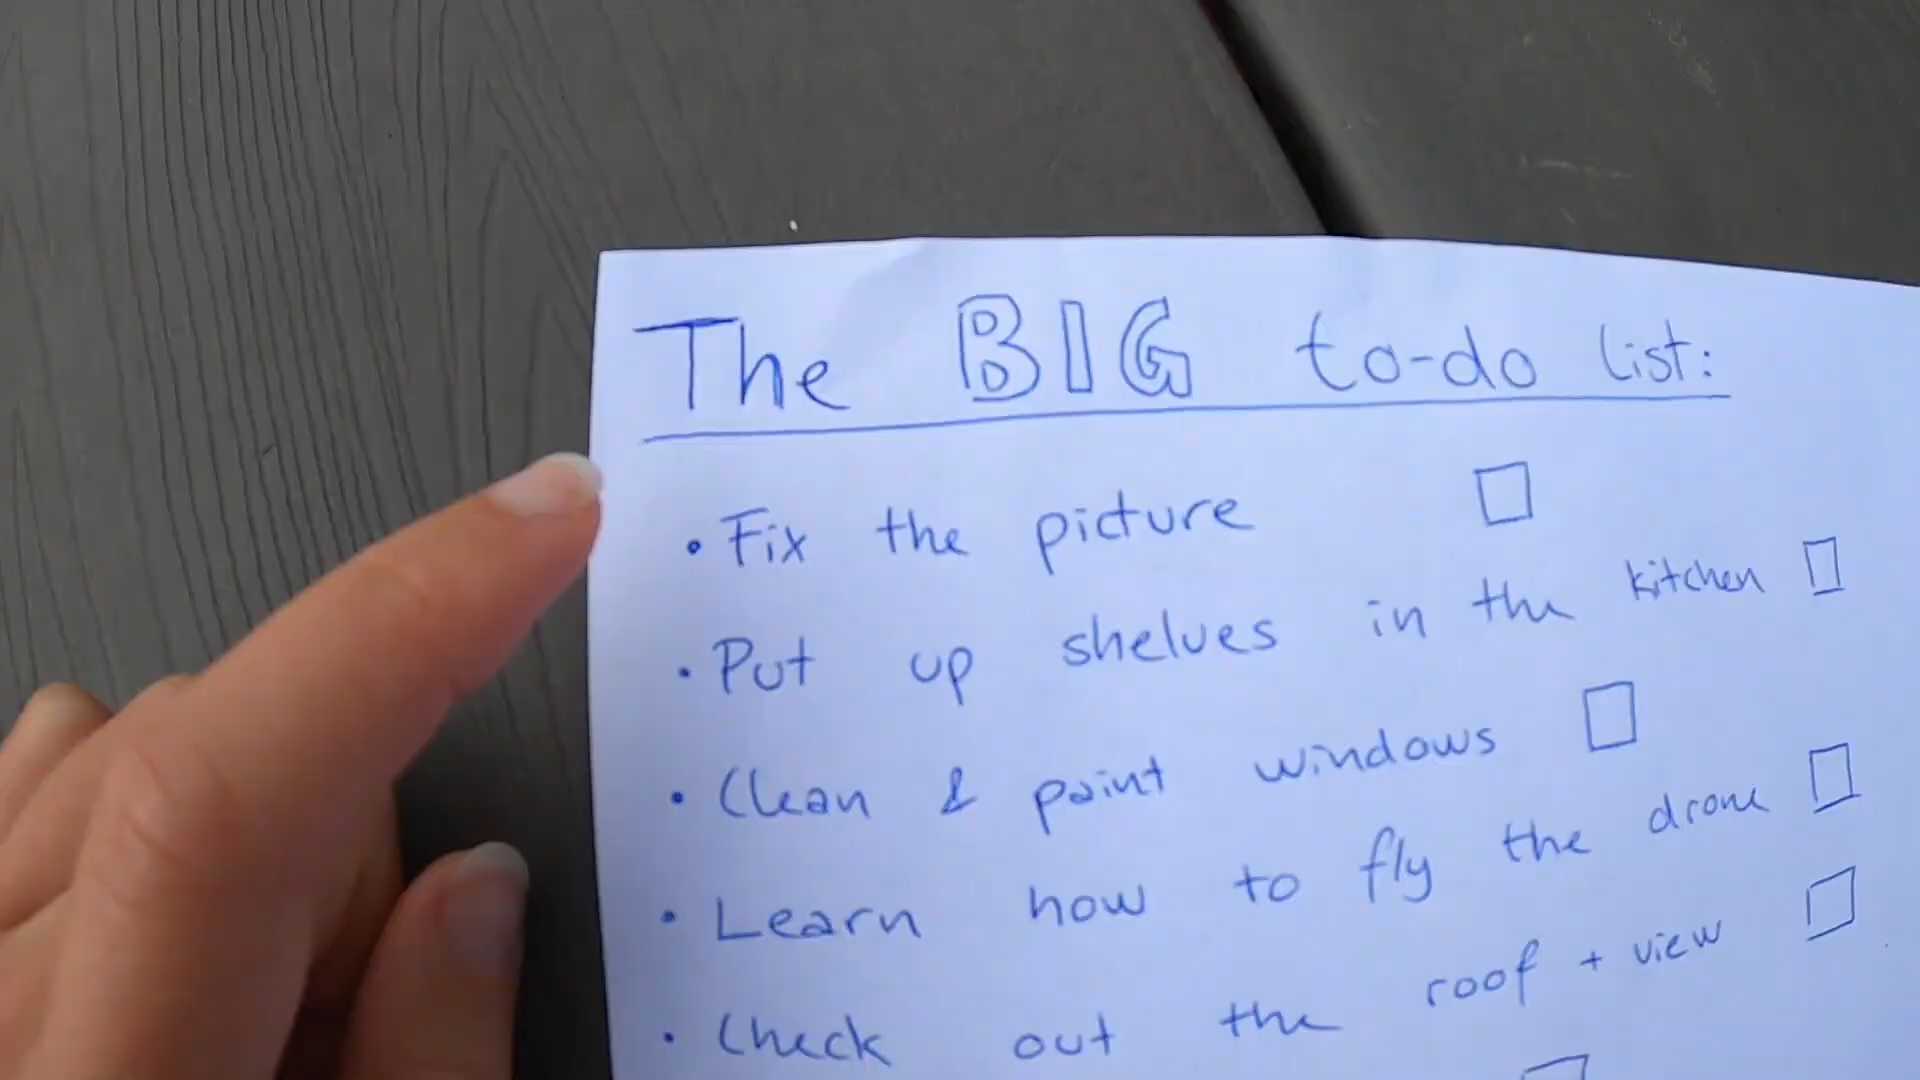 The BIG to-do list:
• Fix the picture
• Put up shelves in the kitchen
• Clean & paint windows
• Learn how to fly the drone
• Check out the roof + view